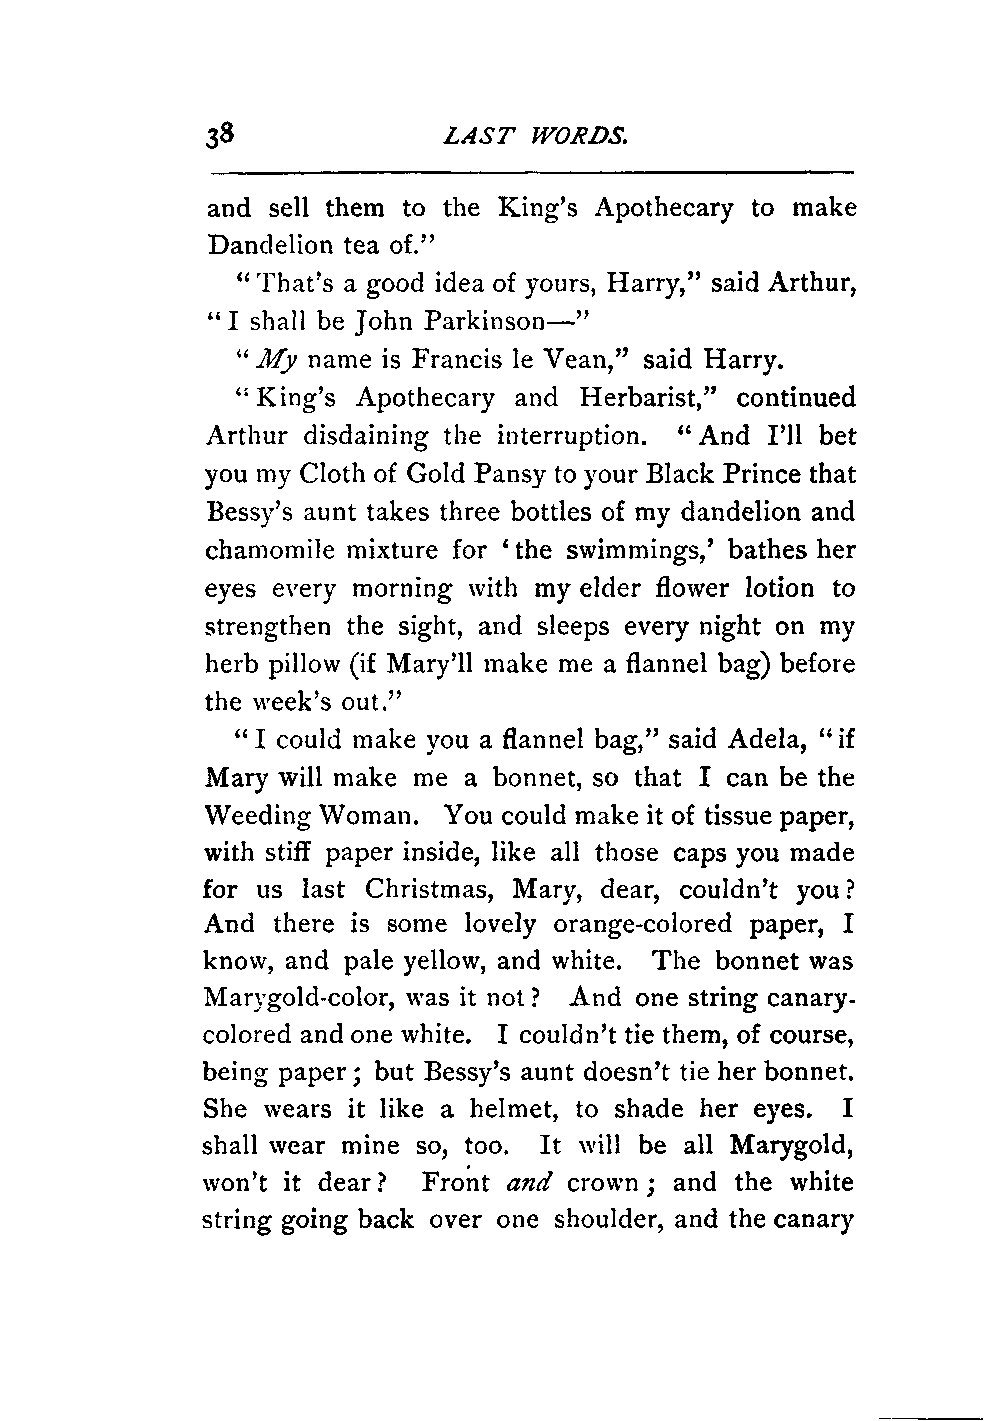 38 LAST WORDS.
and sell them to the King's Apothecary to make
Dandelion tea of."
"That's a good idea of yours, Harry," said Arthur,
"I shall be John Parkinson—"
"My name is Francis le Vean," said Harry.
"King's Apothecary and Herbarist," continued
Arthur disdaining the interruption. "And I'll bet
you my Cloth of Gold Pansy to your Black Prince that
Bessy's aunt takes three bottles of my dandelion and
chamomile mixture for 'the swimmings,' bathes her
eyes every morning with my elder flower lotion to
strengthen the sight, and sleeps every night on my
herb pillow (if Mary'll make me a flannel bag) before
the week's out."
"I could make you a flannel bag," said Adela, "if
Mary will make me a bonnet, so that I can be the
Weeding Woman. You could make it of tissue paper,
with stiff paper inside, like all those caps you made
for us last Christmas, Mary, dear, couldn't you?
And there is some lovely orange-colored paper, I
know, and pale yellow, and white. The bonnet was
Marygold-color, was it not? And one string canary-
colored and one white. I couldn't tie them, of course,
being paper; but Bessy's aunt doesn't tie her bonnet.
She wears it like a helmet, to shade her eyes. I
shall wear mine so, too. It will be all Marygold,
won't it dear? Front and crown; and the white
string going back over one shoulder, and the canary